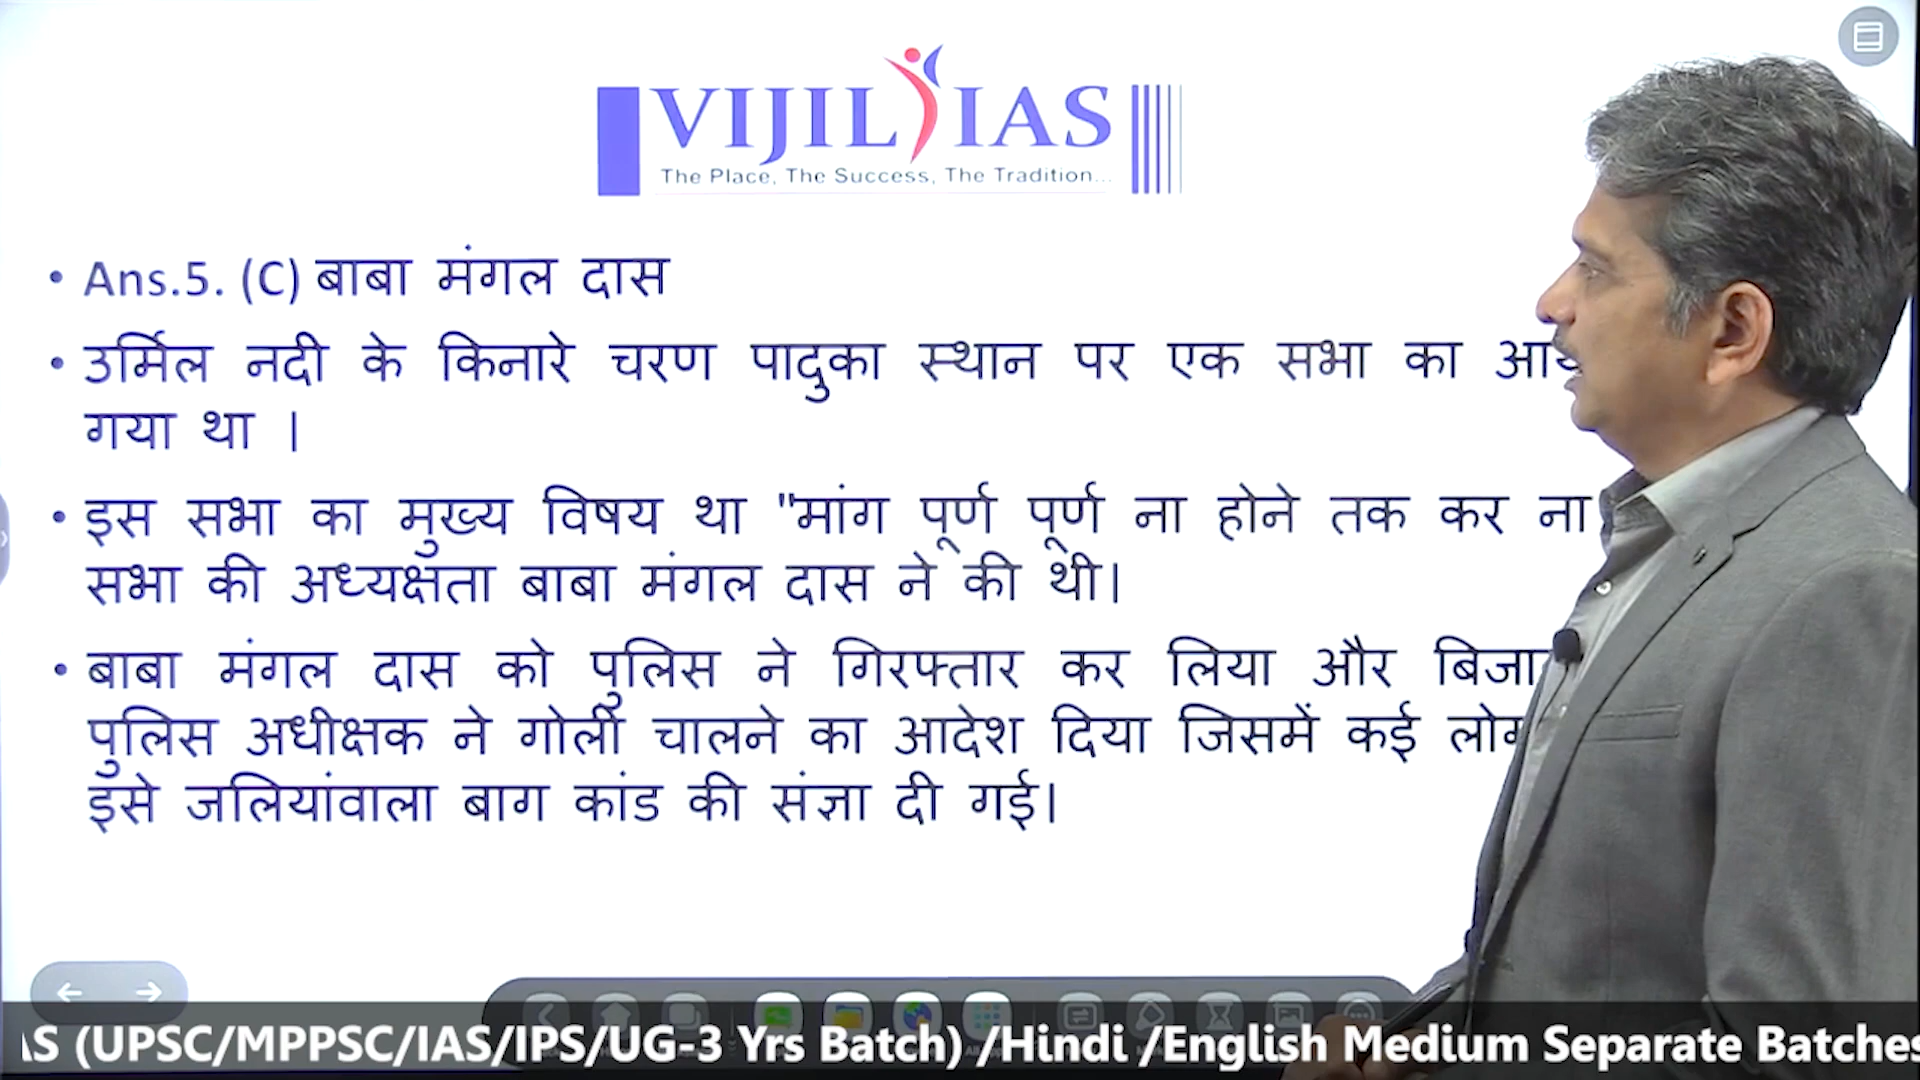 VIJIL IAS
The Place, The Success, The Tradition...
• Ans.5. (C) बाबा मंगल दास
• उर्मिल नदी के किनारे चरण पादुका स्थान पर एक सभा का
गया था ।
• इस सभा का मुख्य विषय था "मांग पूर्ण पूर्ण ना होने तक कर ना
सभा की अध्यक्षता बाबा मंगल दास ने की थी।
• बाबा मंगल दास को पुलिस ने गिरफ्तार कर लिया और
पुलिस अधीक्षक ने गोली चालने का आदेश दिया जिसमें कई
इसे जलियांवाला बाग कांड की संज्ञा दी गई।
(UPSC/MPPSC/IAS/IPS/UG-3 Yrs Batch) /Hindi /English Medium Separate Batches